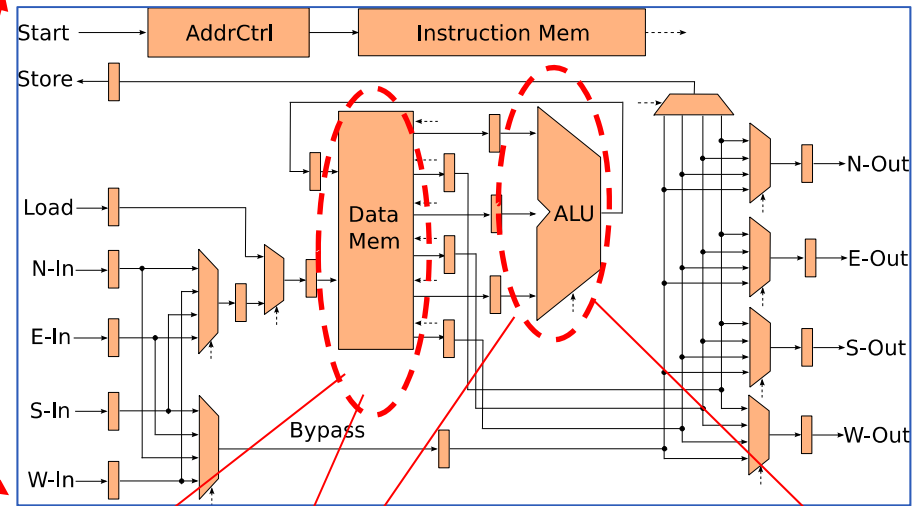 Start
AddrCtrl
Instruction Mem
Store
N-Out
Load
Data
Mem
ALU
N-In
E-Out
E-In
S-Out
S-In
Bypass
W-Out
W-In